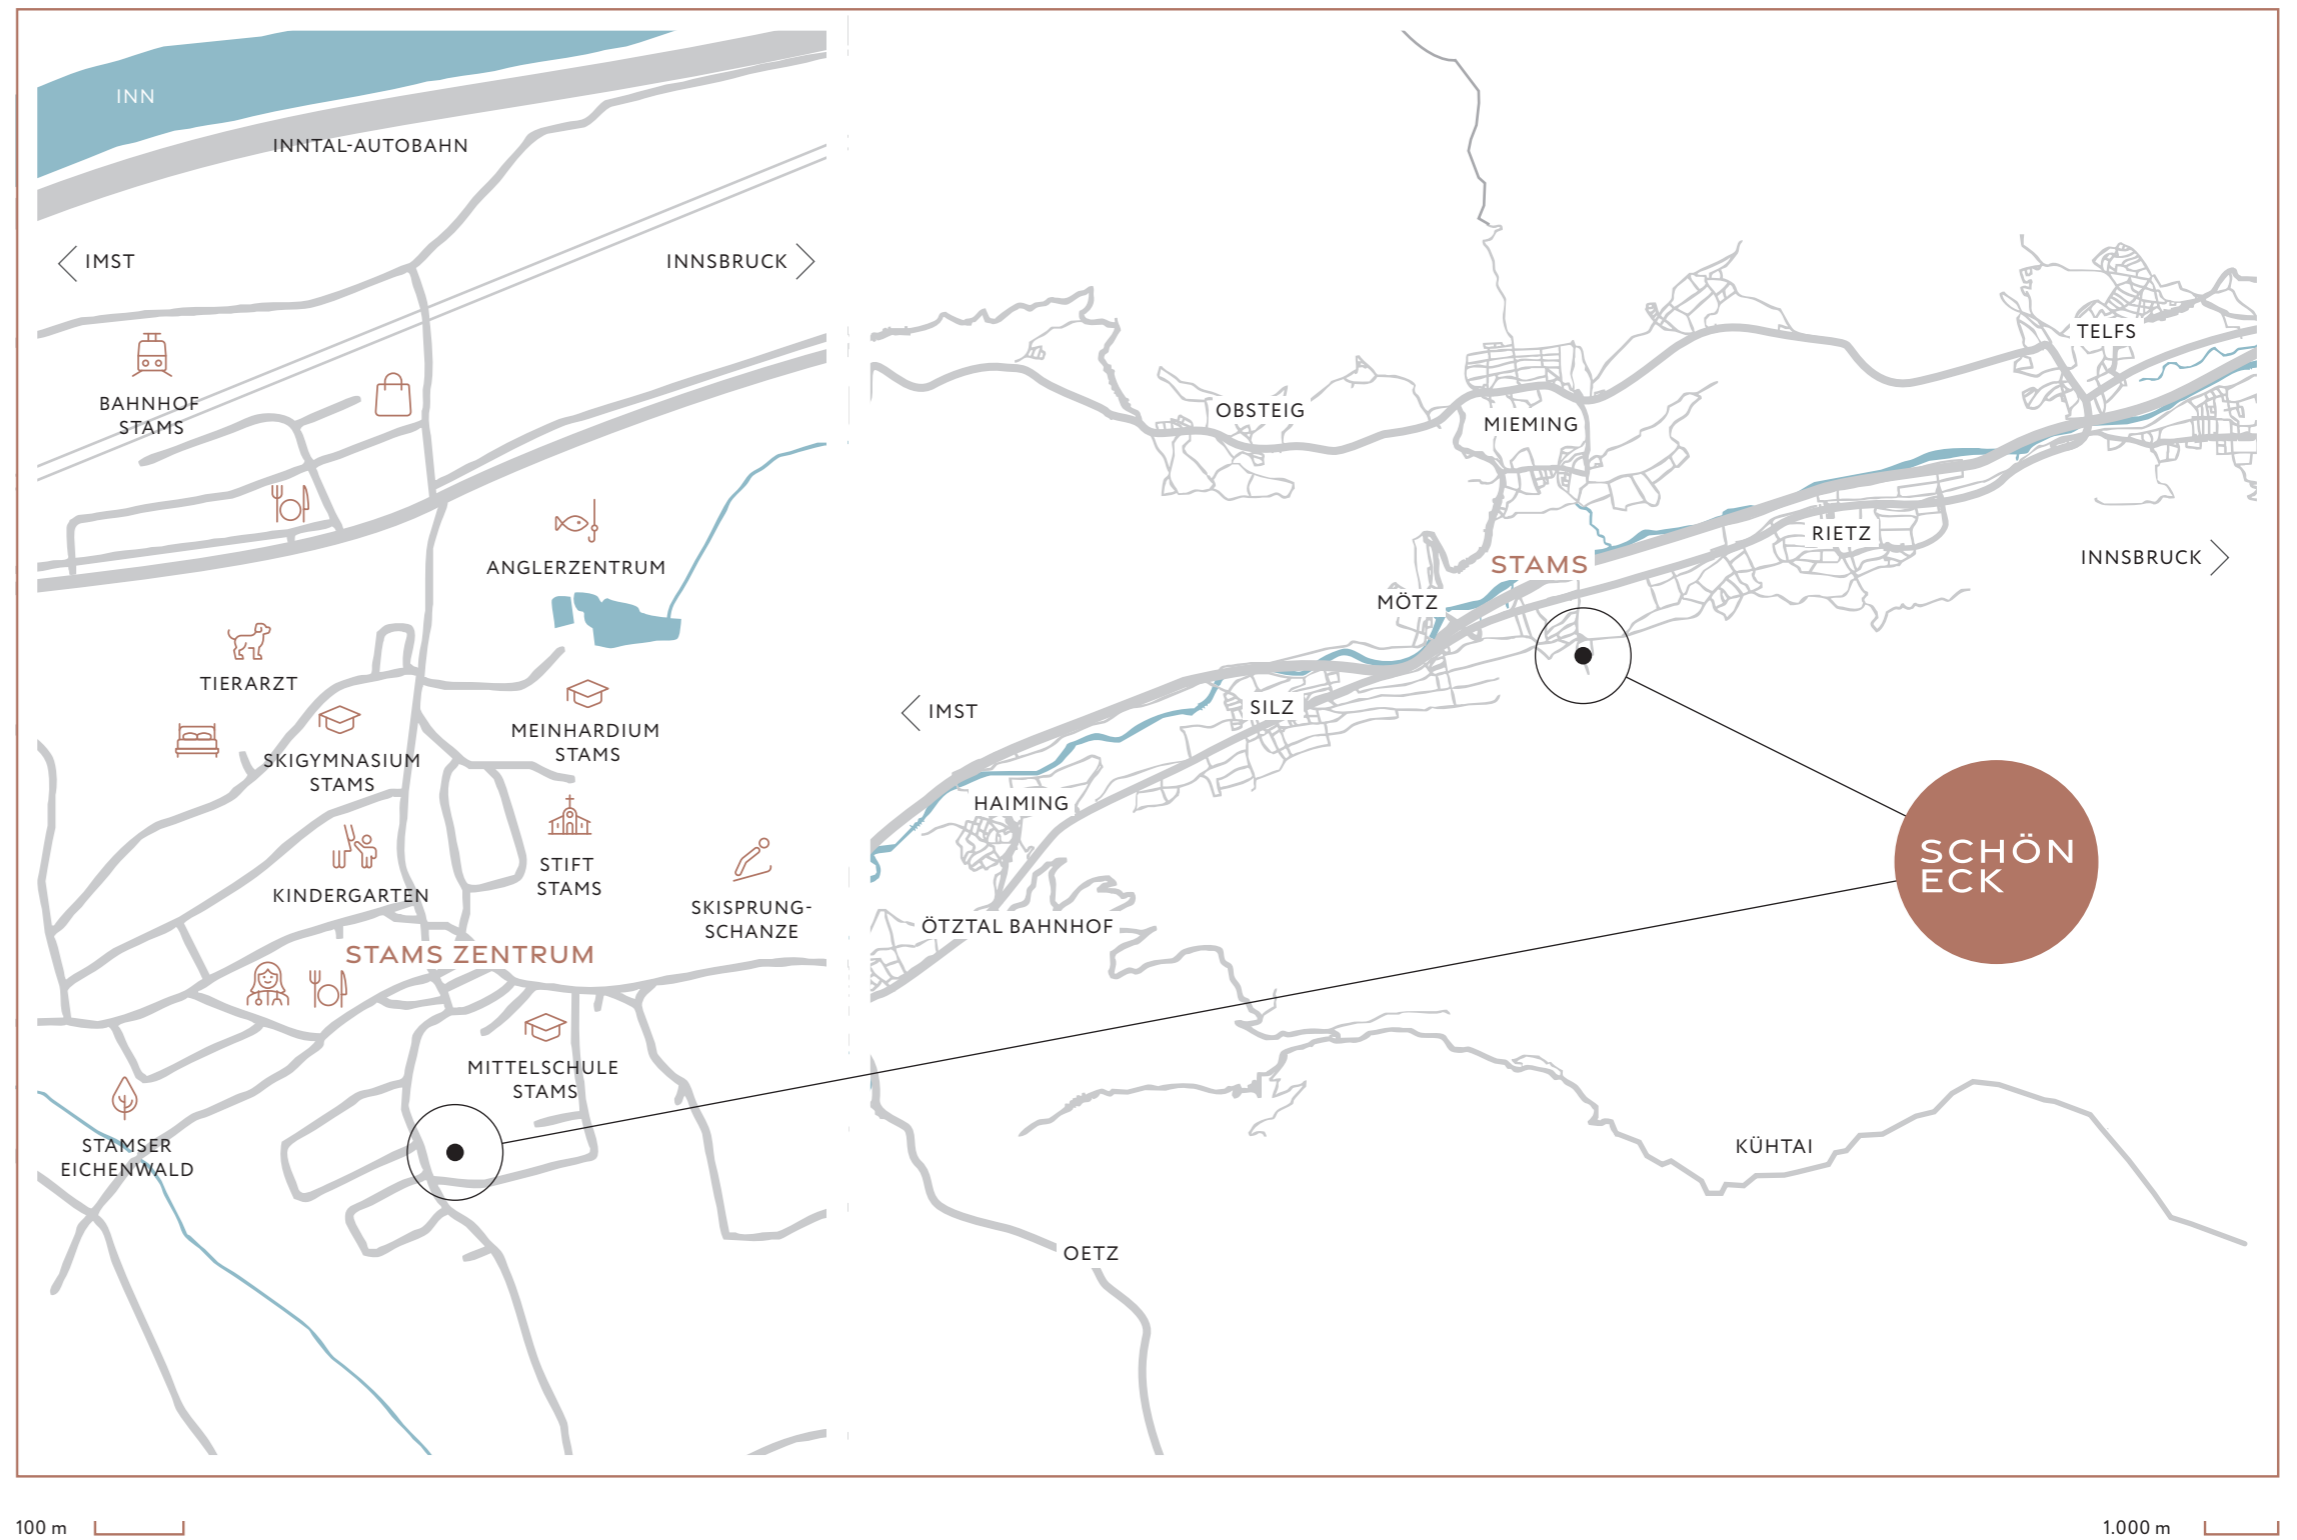 INN
INNTAL-AUTOBAHN
IMST
INNSBRUCK
BAHNHOF
STAMS
ANGLERZENTRUM
TIERARZT
MEINHARDIUM
STAMS
SKIGYMNASIUM
STAMS
STIFT
STAMS
KINDERGARTEN
SKISPRUNG-
SCHANZE
STAMS ZENTRUM
MITTELSCHULE
STAMS
STAMSER
EICHENWALD
TELFS
OBSTEIG
MIEMING
RIETZ
INNSBRUCK
STAMS
MÖTZ
SILZ
IMST
HAIMING
Inn
ÖTZTAL BAHNHOF
SCHÖN
ECK
KÜHTAI
OETZ
100 m
1.000 m